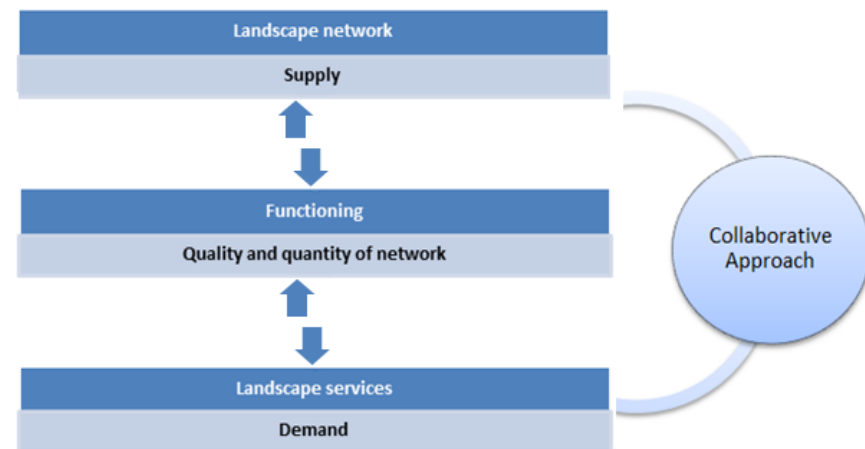 Landscape network
Supply
Functioning
Quality and quantity of network
Collaborative
Approach
Landscape services
Demand